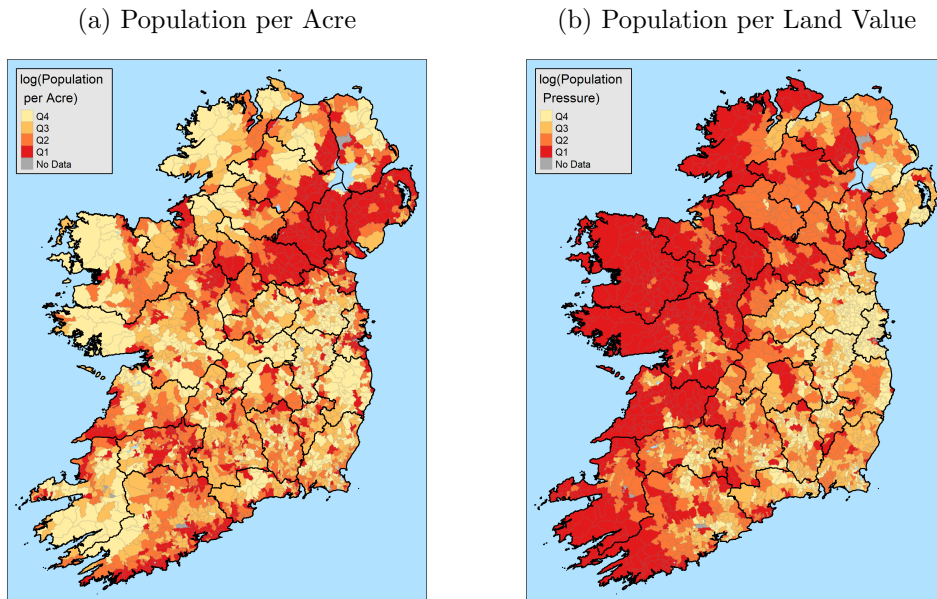 (a) Population per Acre
(b) Population per Land Value
log(Population
per Acre)
Q4
Q3
Q2
Q1
No Data
log(Population
Pressure)
Q4
Q3
Q2
Q1
No Data